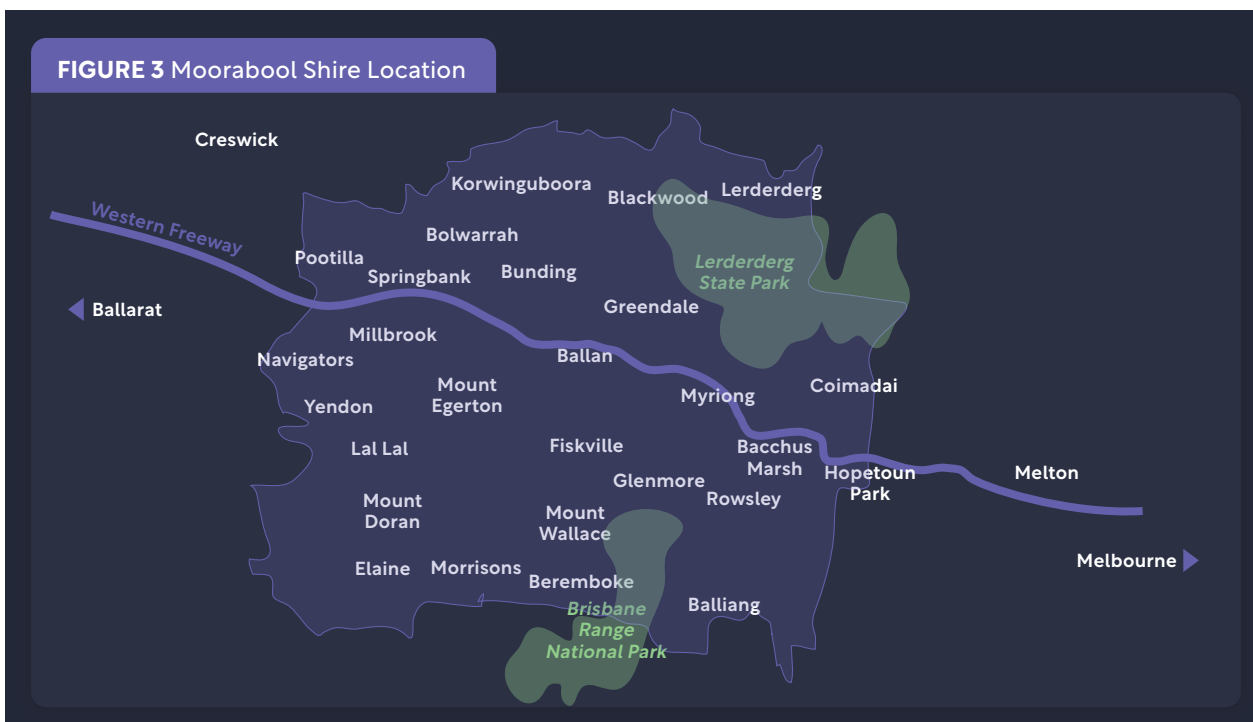 FIGURE 3 Moorabool Shire Location
Creswick
Korwinguboora
Blackwood
Lerderderg
Western Freeway
Bolwarrah
Pootilla
Springbank
Bunding
Lerderderg
State Park
Ballarat
Greendale
Millbrook
Navigators
Ballan
Mount
Egerton
Myriong
Coimadai
Yendon
Lal Lal
Fiskville
Bacchus
Marsh
Glenmore
Hopetoun
Park
Melton
Rowsley
Mount
Doran
Mount
Wallace
Melbourne
Elaine
Morrisons
Beremboke
Brisbane
Range
National Park
Balliang